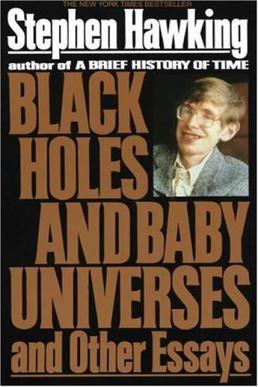 THE NEW YORK TIMES BESTSELLER
Stephen Hawking
author of A BRIEF HISTORY OF TIME
BLACK
HOLES
AND BABY
UNIVERSES
and Other Essays